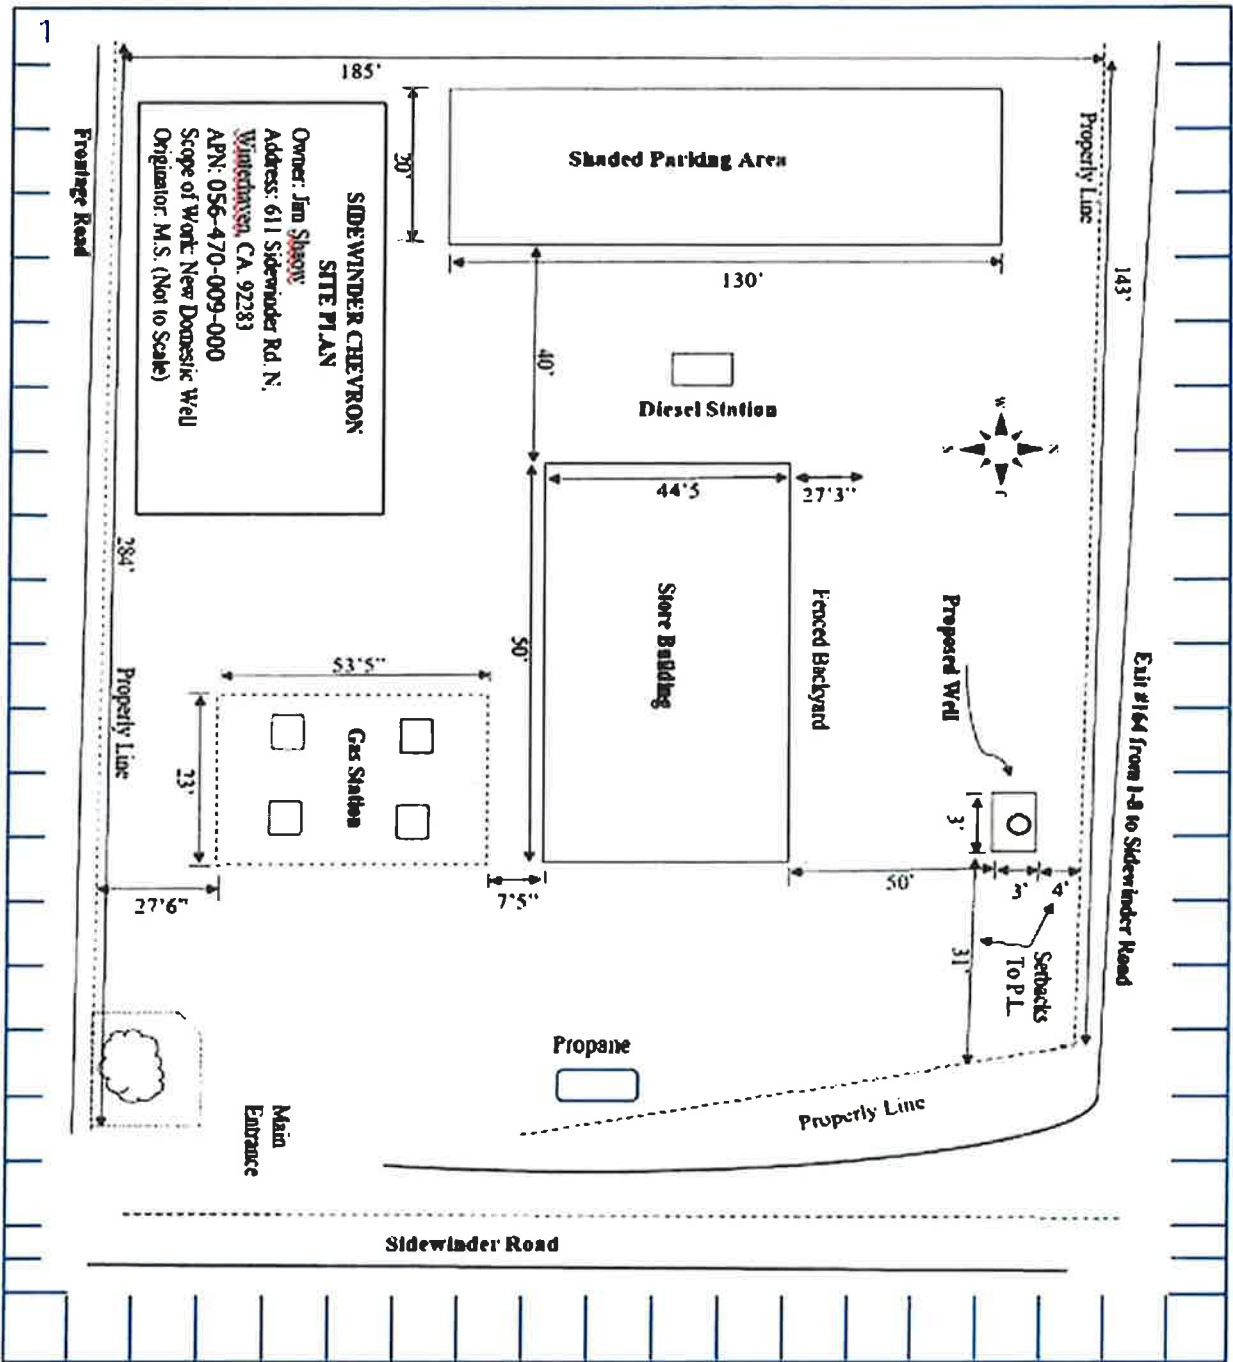 1
185'
Frontage Road
SIDEWINDER CHEVRON
SITE PLAN
Owner: Jim Shaow
Address: 611 Sidewinder Rd. N.
Winterhaven, CA. 92283
APN: 056-470-009-000
Scope of Work: New Domestic Well
Originator: M.S. (Not to Scale)
20'
Shaded Parking Area
130'
Property Line
143'
40'
Diesel Station
W
S
N
44'5
27'3"
Store Building
50'
Fenced Backyard
Proposed Well
Exit #164 from I-8 to Sidewinder Road
284'
Property Line
53'5"
Gas Station
23'
27'6"
7'5"
50'
3'
3'
4'
31'
Setbacks
To P.L.
Propane
Property Line
Main
Entrance
Sidewinder Road